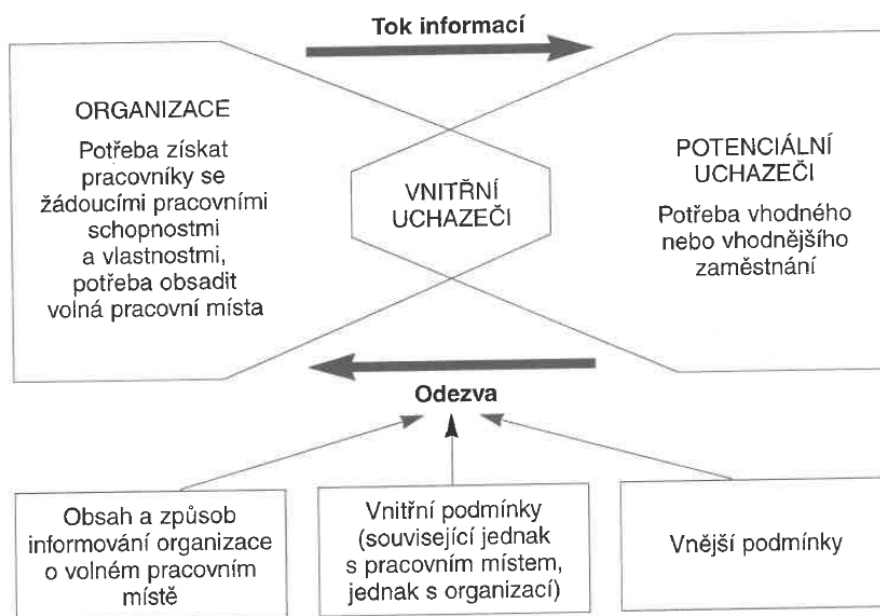 Tok informací
ORGANIZACE
Potřeba získat
pracovníky se
žádoucími pracovními
schopnostmi
a vlastnostmi,
potřeba obsadit
volná pracovní místa
VNITŘNÍ
UCHAZEČI
POTENCIÁLNÍ
UCHAZEČI
Potřeba vhodného
nebo vhodnějšího
zaměstnání
Odezva
Obsah a způsob
informování organizace
o volném pracovním
místě
Vnitřní podmínky
(související jednak
s pracovním místem,
jednak s organizací)
Vnější podmínky